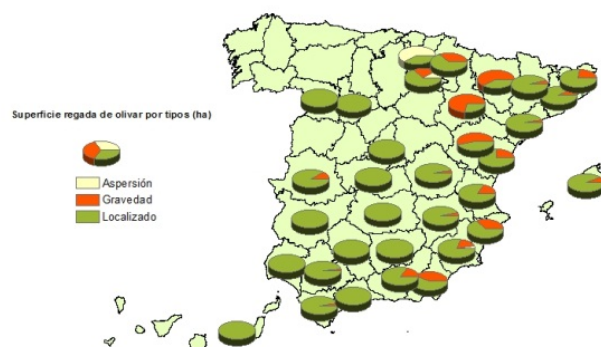 Superficie regada de olivar por tipos (ha)
Aspersión
Gravedad
Localizado